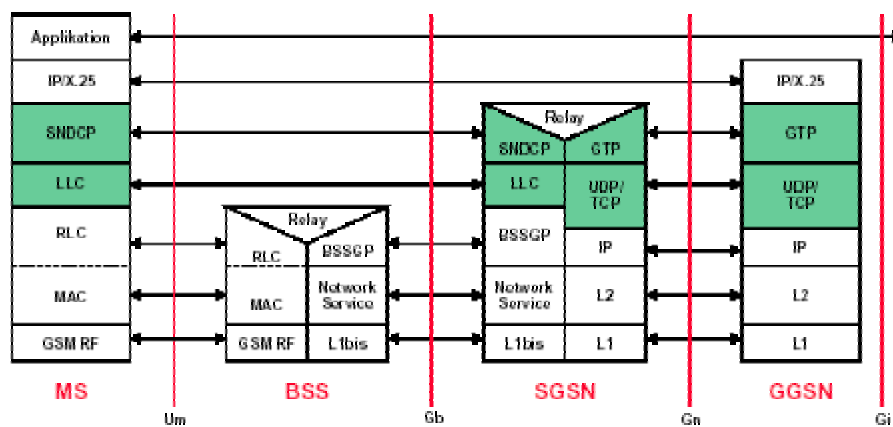 Applikation
IP/X.25
IP/X.25
Relay
SNDCP
SNDCP
GTP
GTP
LLC
LLC
UDP/
TCP
UDP/
TCP
Relay
RLC
RLC
BSSGP
BSSGP
IP
IP
MAC
MAC
Network
Service
Network
Service
L2
L2
GSM RF
GSM RF
L1bis
L1bis
L1
L1
MS
BSS
SGSN
GGSN
Um
Gb
Gn
Gi